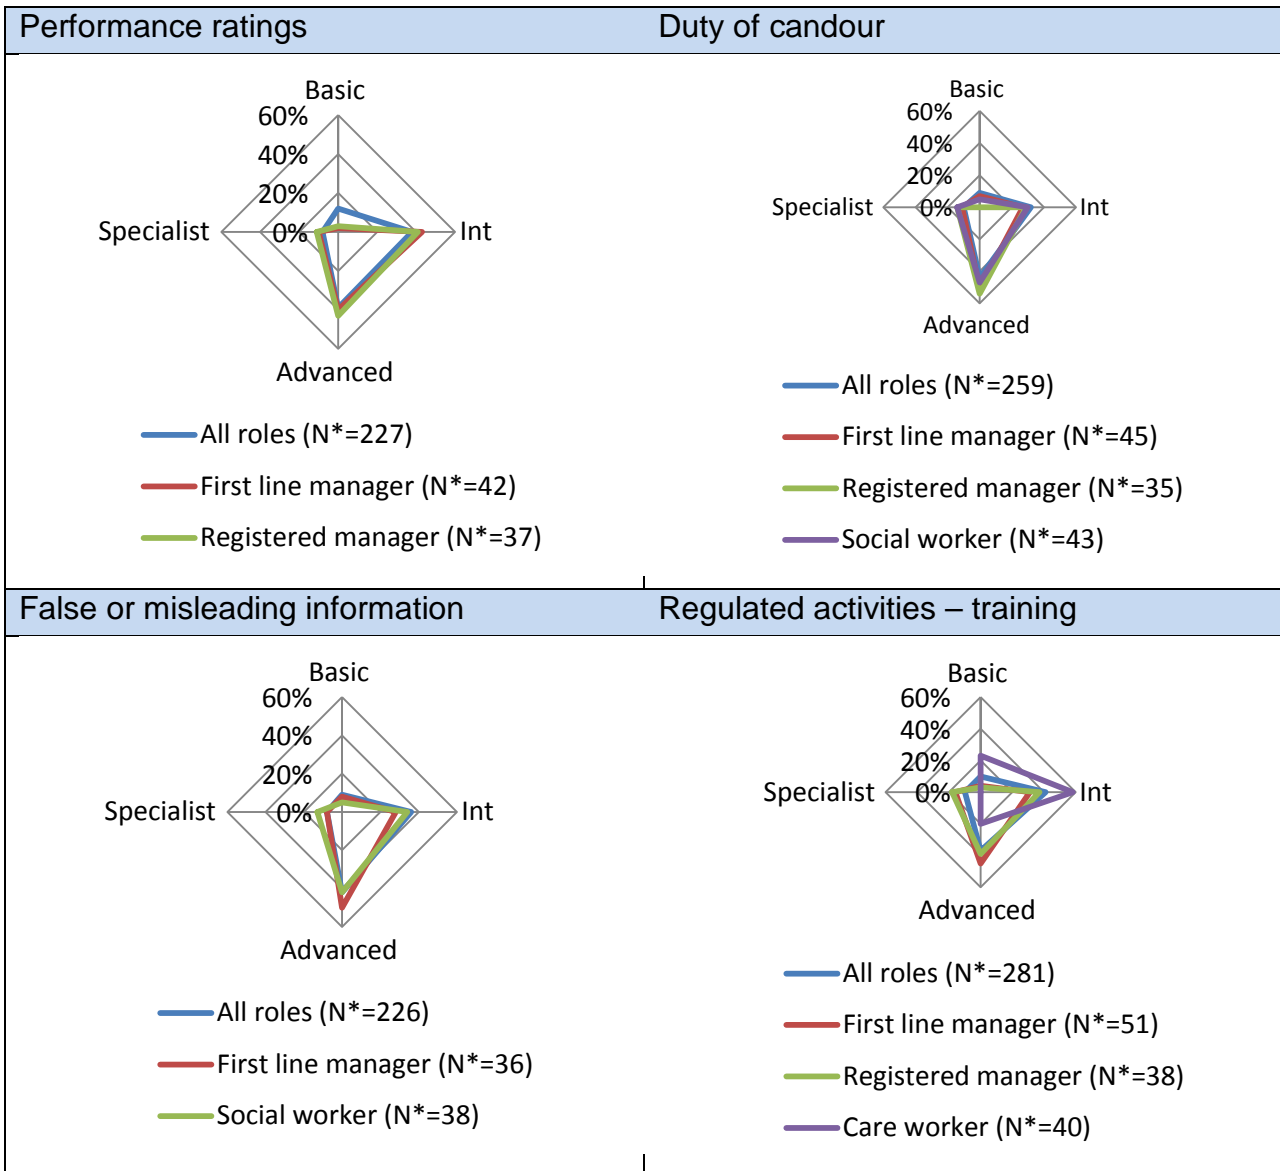 Performance ratings
Duty of candour
Basic
60%
40%
20%
0%
Specialist
Int
Advanced
All roles (N*=227)
First line manager (N*=42)
Registered manager (N*=37)
Basic
60%
40%
20%
0%
Specialist
Int
Advanced
All roles (N*=259)
First line manager (N*=45)
Registered manager (N*=35)
Social worker (N*=43)
False or misleading information
Regulated activities – training
Basic
60%
40%
20%
0%
Specialist
Int
Advanced
All roles (N*=226)
First line manager (N*=36)
Social worker (N*=38)
Basic
60%
40%
20%
0%
Specialist
Int
Advanced
All roles (N*=281)
First line manager (N*=51)
Registered manager (N*=38)
Care worker (N*=40)